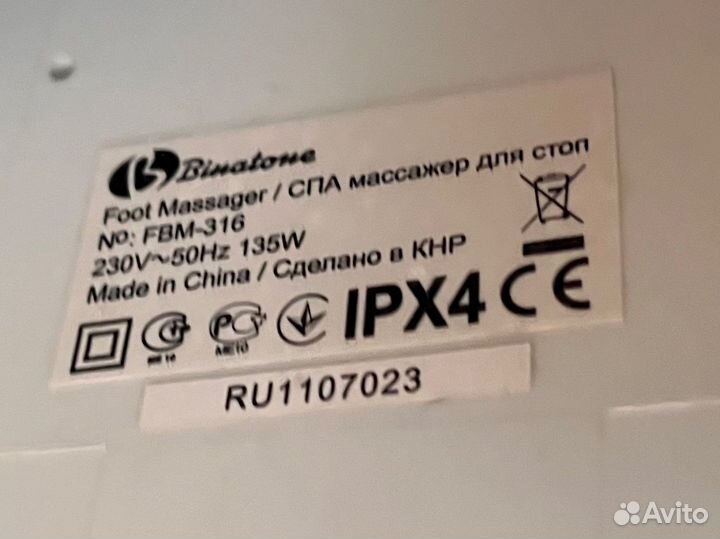 Binatone
Foot Massager / СПА массажер для стоп
No: FBM-316
230V~50Hz 135W
Made in China / Сделано в КНР
IPX4 CE
ME10
RU1107023
Avito